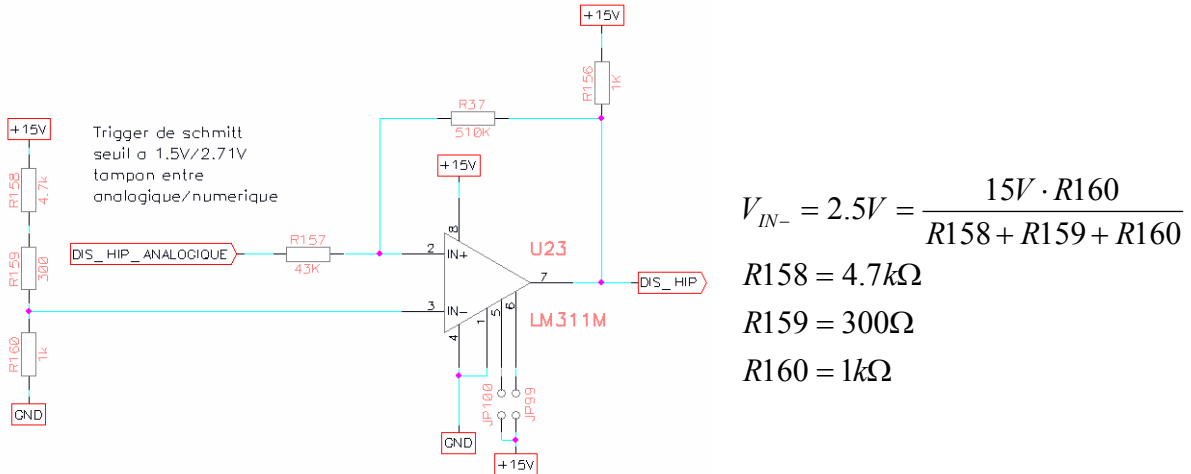 +15V
R156
1K
R37
510K
+15V
R158
4.7k
R159
300
R160
1k
GND
Trigger de schmitt
seuil a 1.5V/2.71V
tampon entre
analogique/numerique
+15V
8
DIS_HIP_ANALOGIQUE
R157
43K
2
IN+
U23
7
DIS_HIP
3
IN-
LM311M
4
1
5
6
JP100
JP99
GND
+15V
V_{IN-} = 2.5V = \frac{15V \cdot R160}{R158 + R159 + R160}
R158 = 4.7kΩ
R159 = 300Ω
R160 = 1kΩ